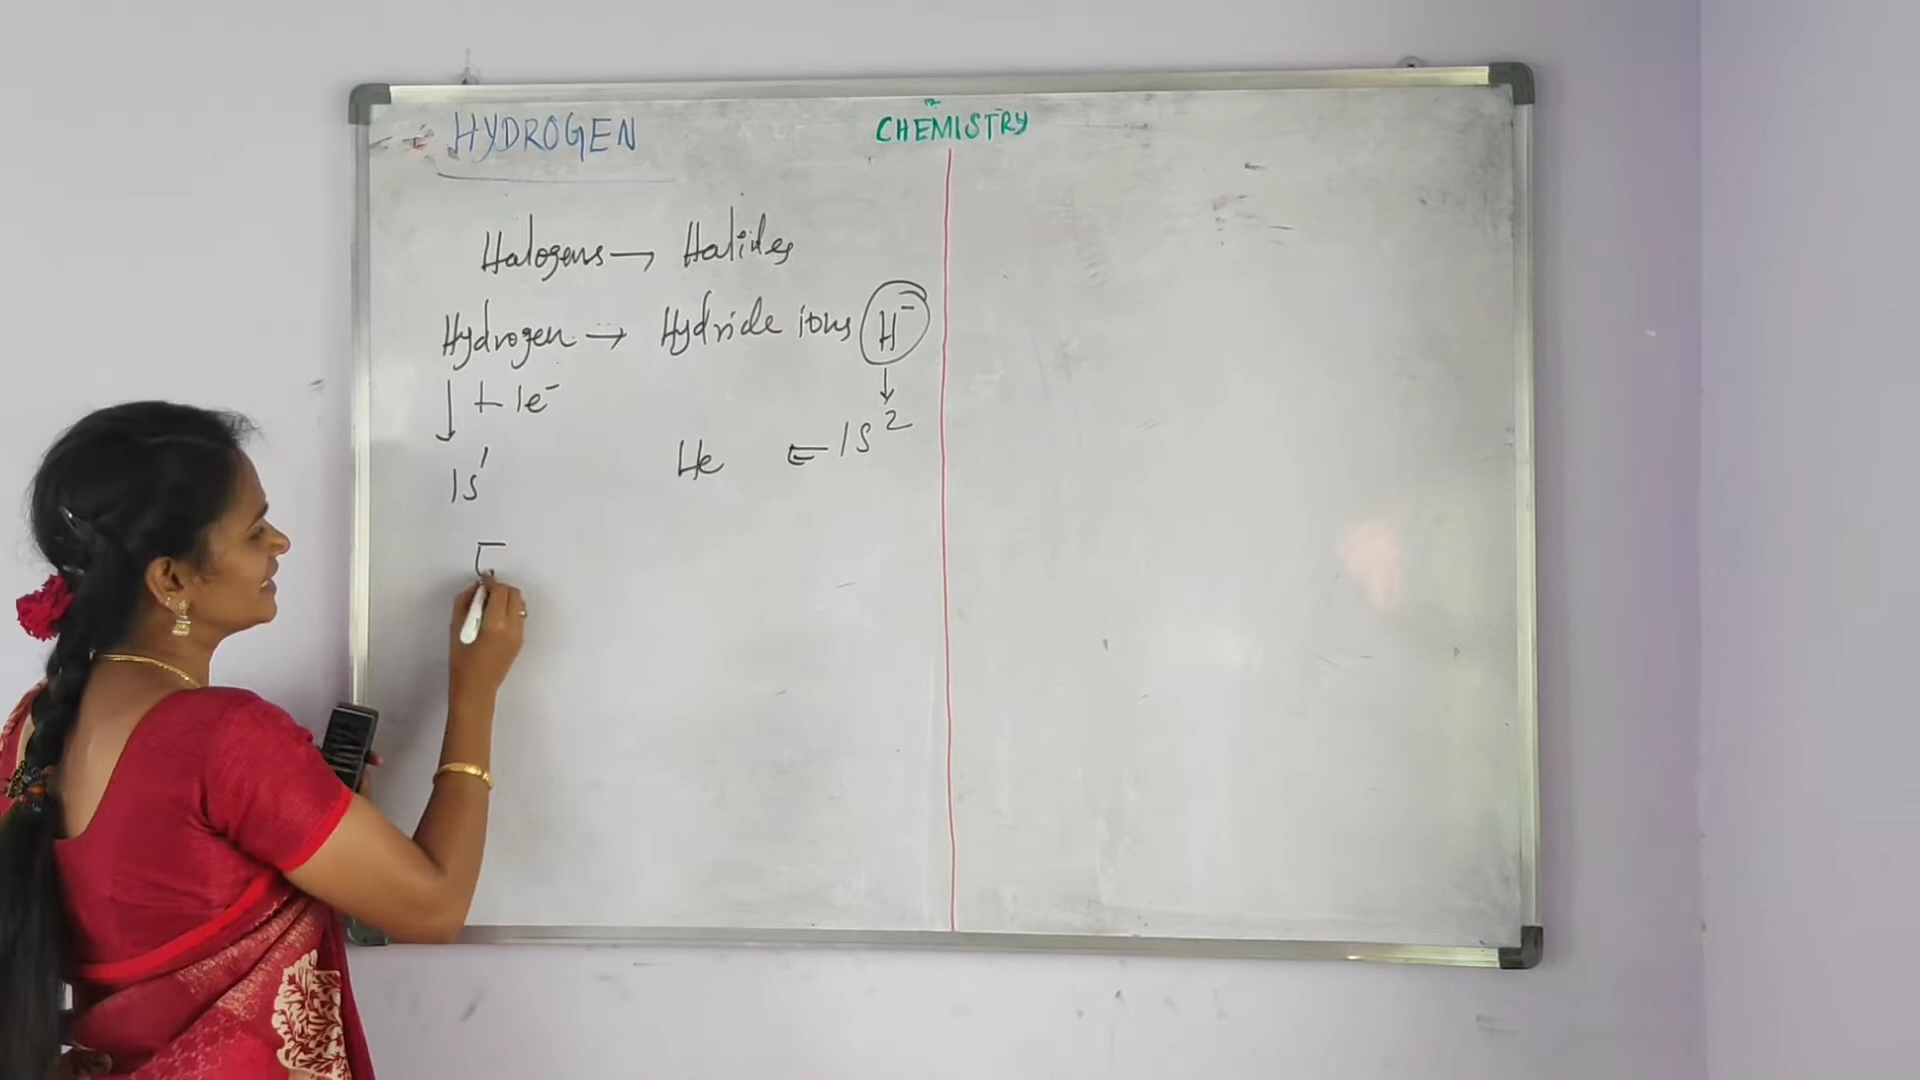 HYDROGEN
CHEMISTRY
Halogens → Halides
Hydrogen → Hydride ions H⁻
↓ + 1e⁻
↓
1s¹
He ⇐ 1s²